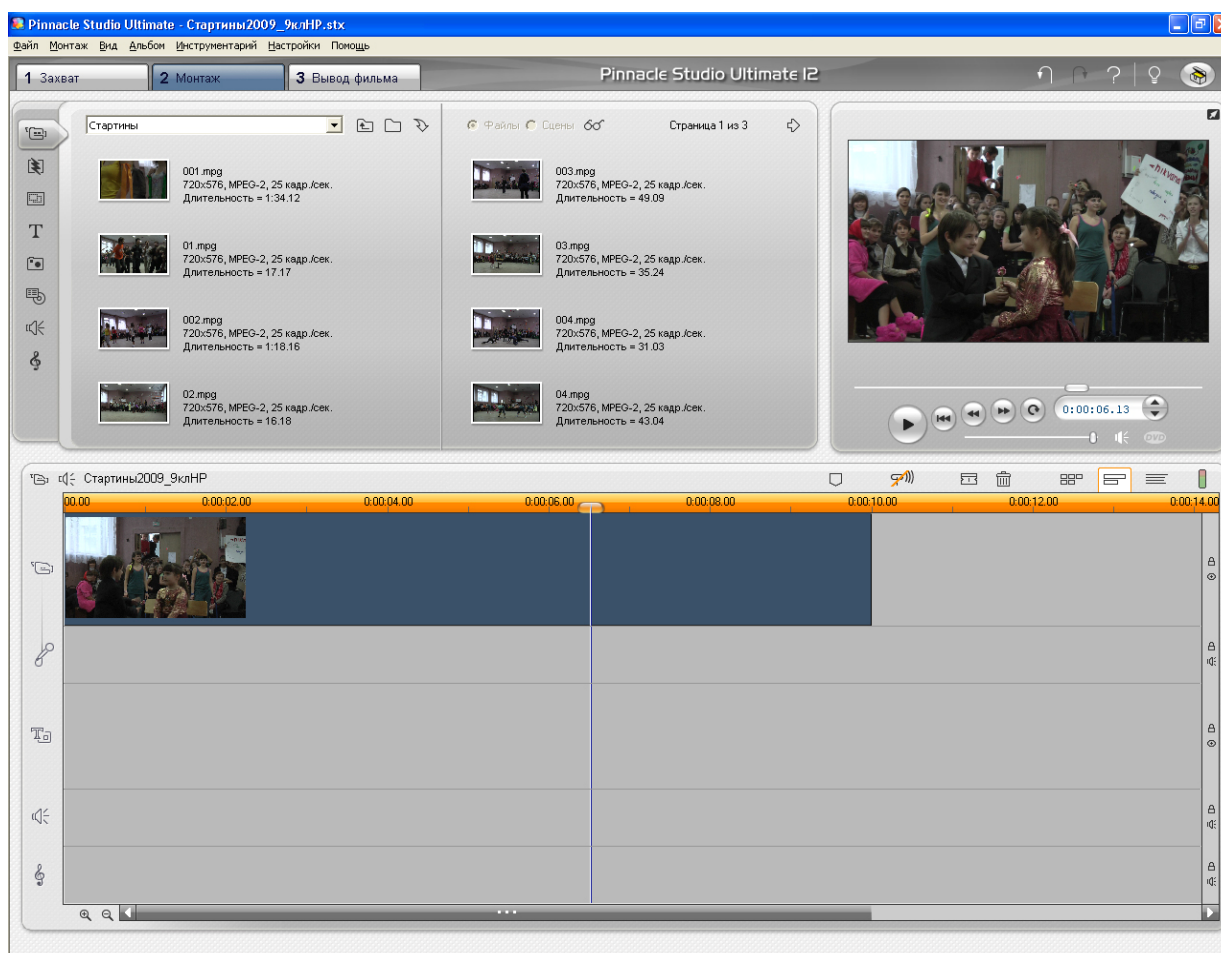 Pinnacle Studio Ultimate - Стартины2009_9клНР.stx
Файл Монтаж Вид Альбом Инструментарий Настройки Помощь
1 Захват 2 Монтаж 3 Вывод фильма Pinnacle Studio Ultimate 12
Стартины Файлы Сцены Страница 1 из 3
001.mpg
720x576, MPEG-2, 25 кадр./сек.
Длительность = 1:34.12
003.mpg
720x576, MPEG-2, 25 кадр./сек.
Длительность = 49.09
01.mpg
720x576, MPEG-2, 25 кадр./сек.
Длительность = 17.17
03.mpg
720x576, MPEG-2, 25 кадр./сек.
Длительность = 35.24
002.mpg
720x576, MPEG-2, 25 кадр./сек.
Длительность = 1:18.16
004.mpg
720x576, MPEG-2, 25 кадр./сек.
Длительность = 31.03
02.mpg
720x576, MPEG-2, 25 кадр./сек.
Длительность = 16.18
04.mpg
720x576, MPEG-2, 25 кадр./сек.
Длительность = 43.04
0:00:06.13
DVD
Стартины2009_9клНР
00.00 0:00:02.00 0:00:04.00 0:00:06.00 0:00:08.00 0:00:10.00 0:00:12.00 0:00:14.00